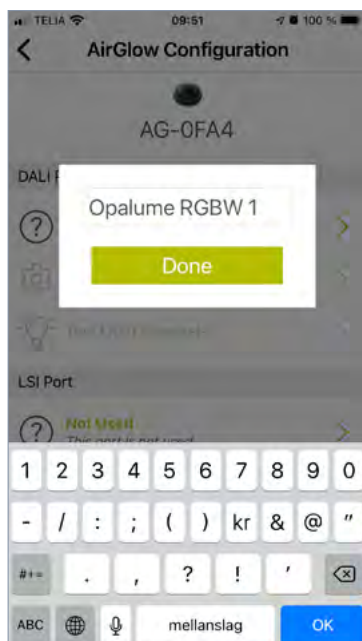 TELIA 09:51 100 %
AirGlow Configuration
AG-0FA4
DALI
Opalume RGBW 1
Done
LSI Port
Not Used
This port is not used
1 2 3 4 5 6 7 8 9 0
- / : ; ( ) kr & @ "
#+= . , ? ! '
ABC mellanslag OK